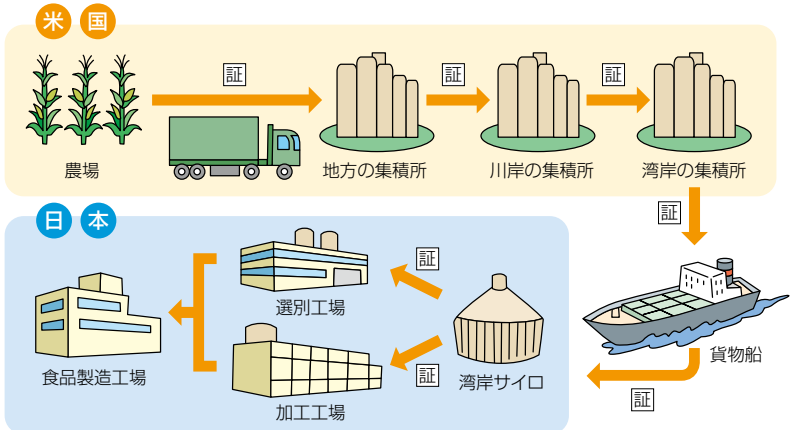 米国
証
証
証
農場
地方の集積所
川岸の集積所
湾岸の集積所
証
貨物船
証
日本
湾岸サイロ
証
証
選別工場
加工工場
食品製造工場